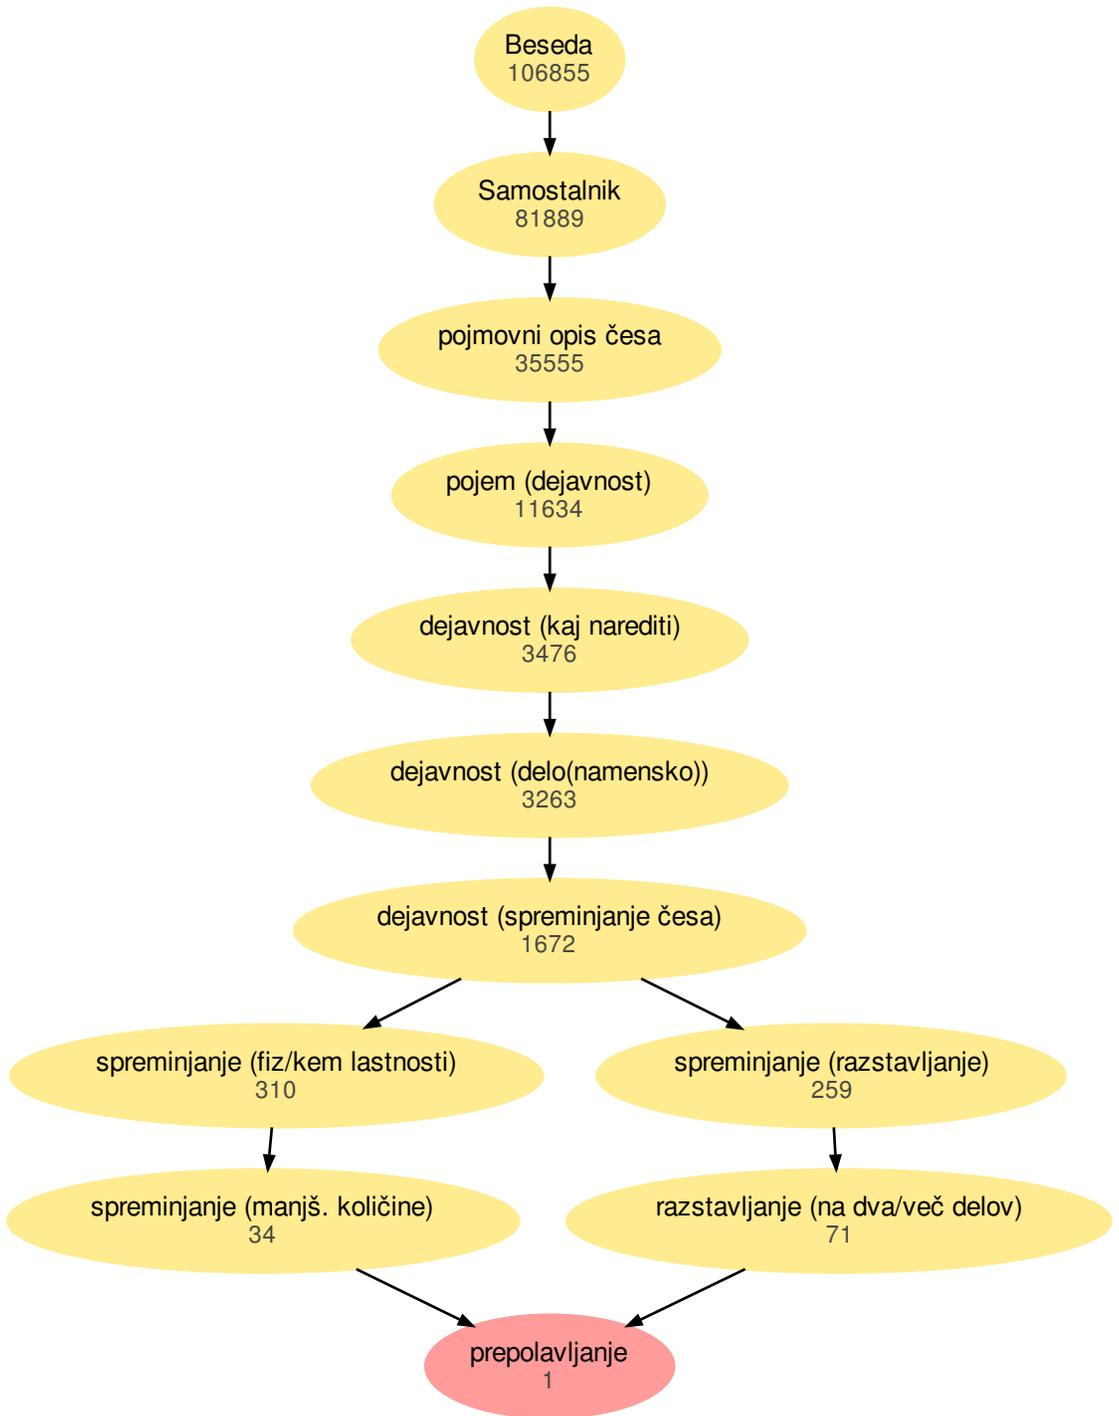 Beseda
106855
Samostalnik
81889
pojmovni opis česa
35555
pojem (dejavnost)
11634
dejavnost (kaj narediti)
3476
dejavnost (delo(namensko))
3263
dejavnost (spreminjanje česa)
1672
spreminjanje (fiz/kem lastnosti)
310
spreminjanje (razstavljanje)
259
spreminjanje (manjš. količine)
34
razstavljanje (na dva/več delov)
71
prepolavljanje
1